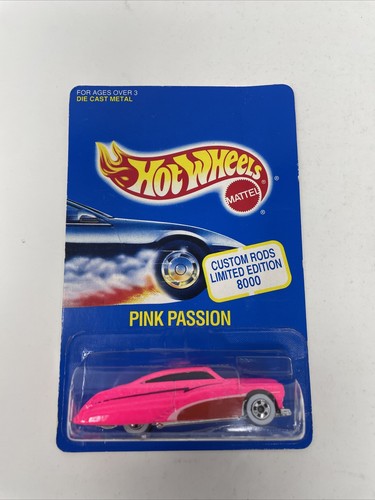 FOR AGES OVER 3
DIE CAST METAL
HOT WHEELS®
MATTEL®
CUSTOM RODS
LIMITED EDITION
8000
PINK PASSION